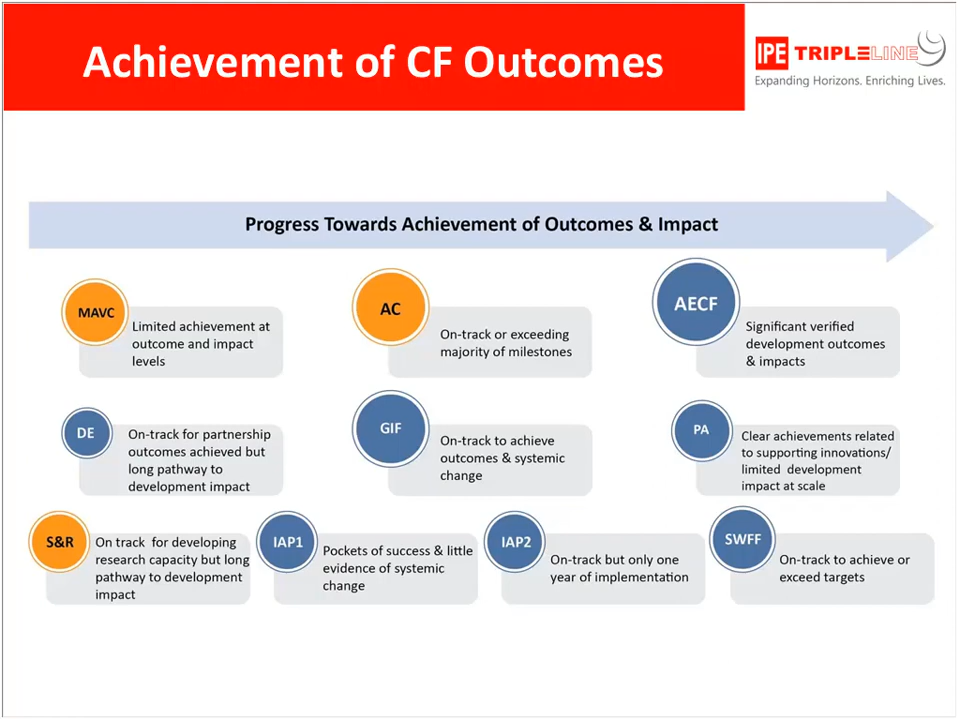 Achievement of CF Outcomes
IPE TRIPLELINE
Expanding Horizons. Enriching Lives.
Progress Towards Achievement of Outcomes & Impact
MAVC
Limited achievement at
outcome and impact
levels
AC
On-track or exceeding
majority of milestones
AECF
Significant verified
development outcomes
& impacts
DE
On-track for partnership
outcomes achieved but
long pathway to
development impact
GIF
On-track to achieve
outcomes & systemic
change
PA
Clear achievements related
to supporting innovations/
limited development
impact at scale
S&R
On track for developing
research capacity but long
pathway to development
impact
IAP1
Pockets of success & little
evidence of systemic
change
IAP2
On-track but only one
year of implementation
SWFF
On-track to achieve or
exceed targets